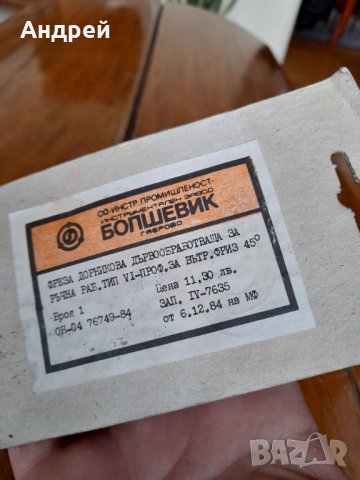 Андрей
СО·ИНСТР.ПРОМИШЛЕНОСТ·
ИНСТРУМЕНТАЛЕН ЗАВОД
БОЛШЕВИК
ГАБРОВО
ФРЕЗА ДОРНИКОВА ДЪРВООБРАБОТВАЩА ЗА
РЪЧНА РАБ.ТИП VI-ПРОФ.ЗА ВЪТР.ФРИЗ 45°
Броя 1 Цена 11,30 лв.
ОН-04 76749-84 ЗАП. IV-7635
от 6.12.84 на МФ
BAZAR